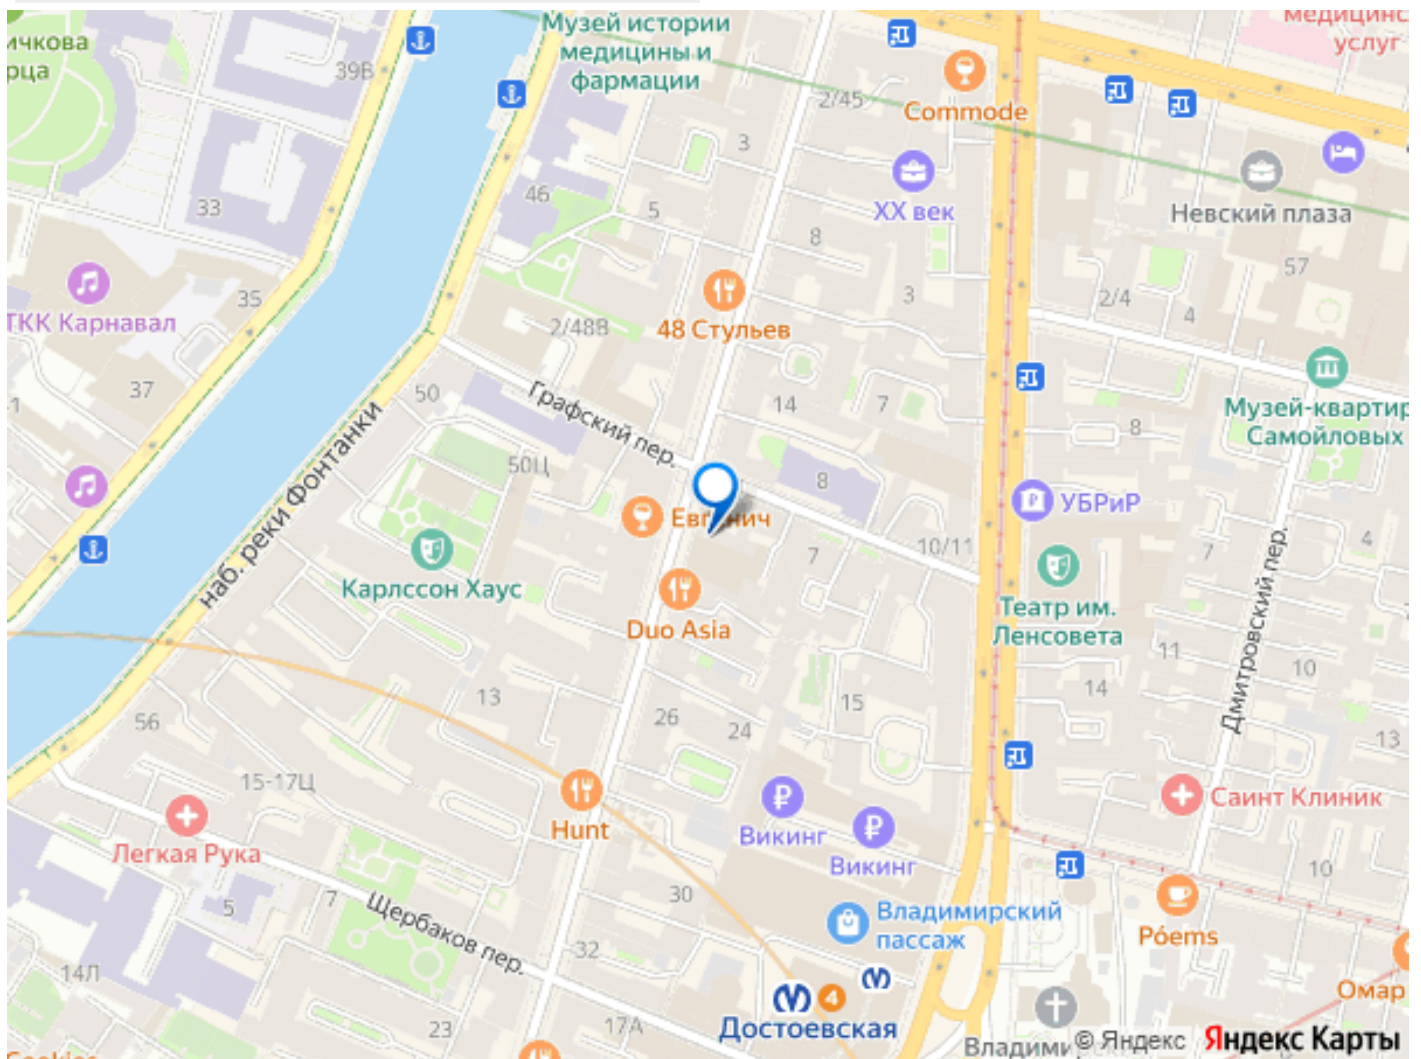 ичкова
рца
39В
Музей истории
медицины и
фармации
медицинс
услуг
Commode
2/45
3
ХХ век
Невский плаза
33
46
5
8
57
35
ТКК Карнавал
2/48В
48 Стульев
3
2/4
4
37
50
Графский пер.
14
7
8
Музей-квартир
Самойловых
50Ц
8
УБРиР
наб. реки Фонтанки
Карлссон Хаус
7
10/11
Театр им.
Ленсовета
7
4
Дмитровский пер.
Duo Asia
11
10
13
14
56
26
24
15
13
15-17Ц
Hunt
Викинг
Викинг
Саинт Клиник
Легкая Рука
10
5
7
Щербаков пер.
30
Владимирский
пассаж
Póems
32
14Л
4
Достоевская
Омар
23
17А
© Яндекс
Яндекс Карты